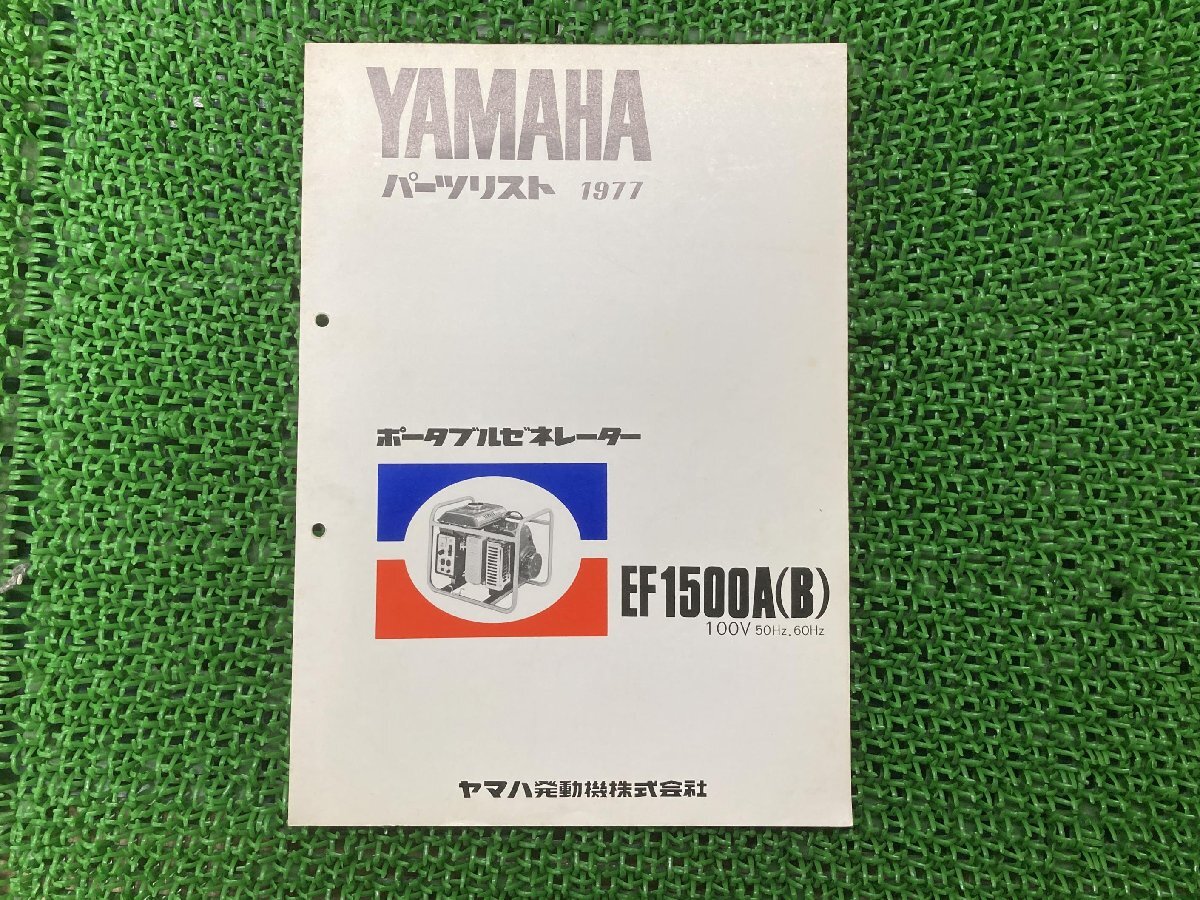 YAMAHA
パーツリスト 1977
ポータブルゼネレーター
EF1500A(B)
100V 50Hz, 60Hz
ヤマハ発動機株式会社